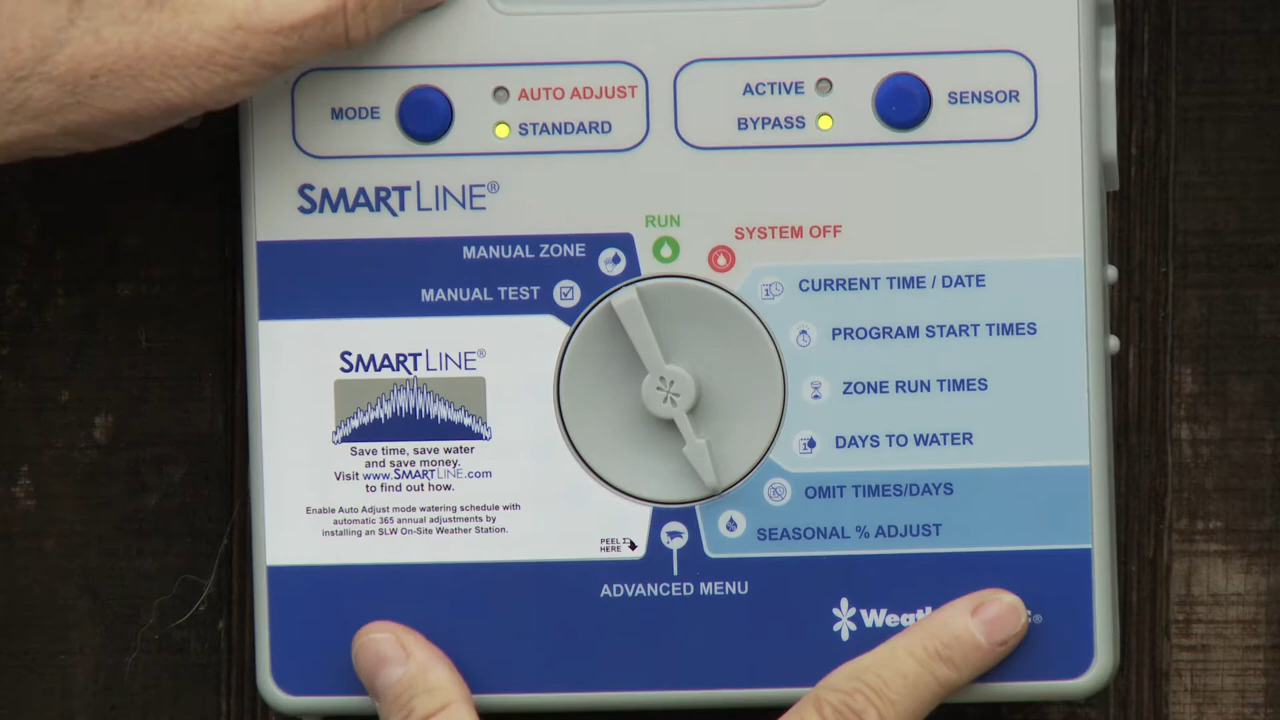 MODE
AUTO ADJUST
STANDARD
ACTIVE
BYPASS
SENSOR
SMARTLINE®
RUN
SYSTEM OFF
MANUAL ZONE
MANUAL TEST
CURRENT TIME / DATE
PROGRAM START TIMES
ZONE RUN TIMES
DAYS TO WATER
OMIT TIMES/DAYS
SEASONAL % ADJUST
SMARTLINE®
Save time, save water
and save money.
Visit www.SMARTLINE.com
to find out how.
Enable Auto Adjust mode watering schedule with
automatic 365 annual adjustments by
installing an SLW On-Site Weather Station.
PEEL
HERE
ADVANCED MENU